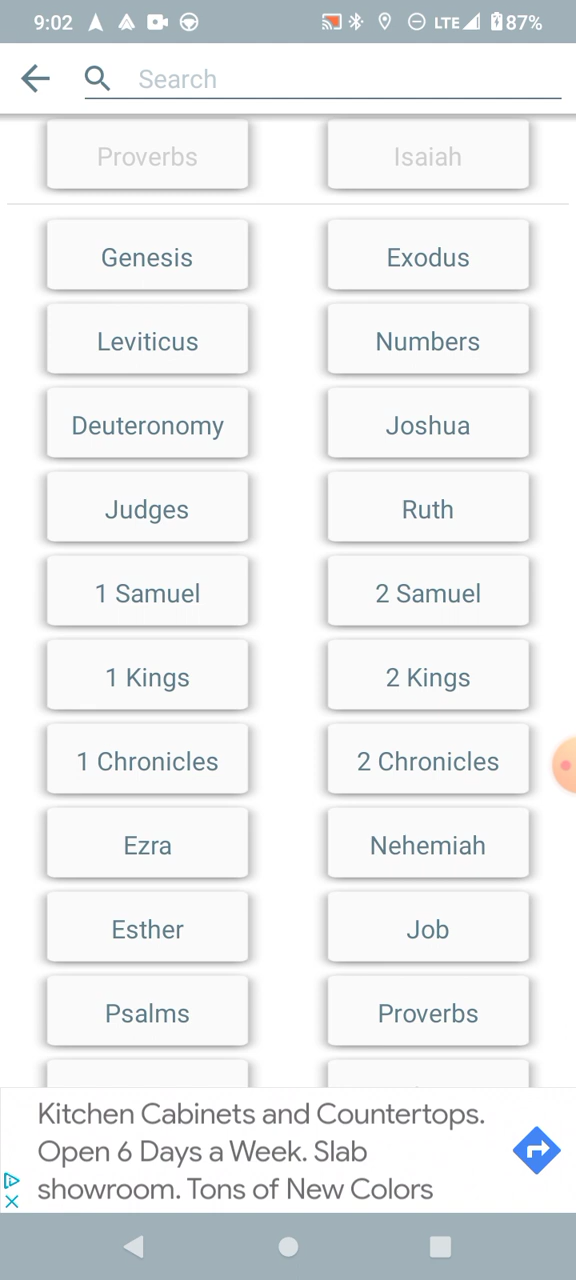 9:02 LTE 87%
Search
Proverbs Isaiah
Genesis Exodus
Leviticus Numbers
Deuteronomy Joshua
Judges Ruth
1 Samuel 2 Samuel
1 Kings 2 Kings
1 Chronicles 2 Chronicles
Ezra Nehemiah
Esther Job
Psalms Proverbs
Kitchen Cabinets and Countertops.
Open 6 Days a Week. Slab
showroom. Tons of New Colors